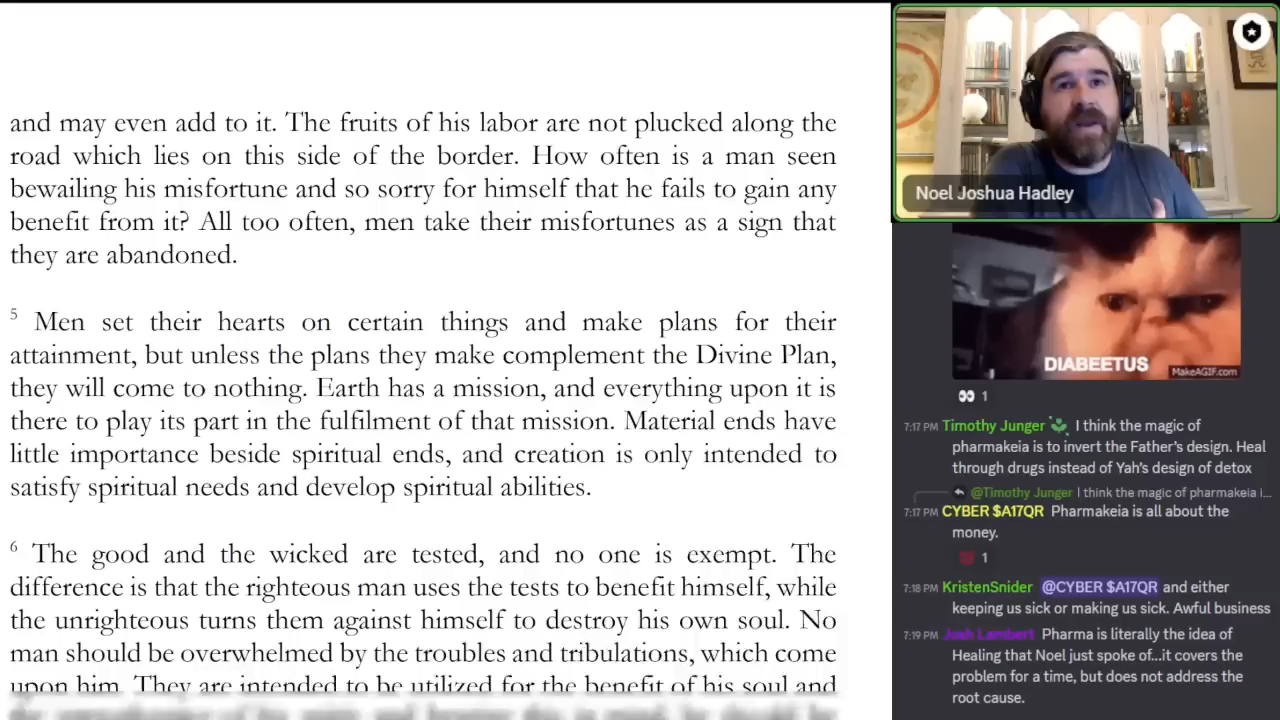 and may even add to it. The fruits of his labor are not plucked along the
road which lies on this side of the border. How often is a man seen
bewailing his misfortune and so sorry for himself that he fails to gain any
benefit from it? All too often, men take their misfortunes as a sign that
they are abandoned.
5 Men set their hearts on certain things and make plans for their
attainment, but unless the plans they make complement the Divine Plan,
they will come to nothing. Earth has a mission, and everything upon it is
there to play its part in the fulfilment of that mission. Material ends have
little importance beside spiritual ends, and creation is only intended to
satisfy spiritual needs and develop spiritual abilities.
6 The good and the wicked are tested, and no one is exempt. The
difference is that the righteous man uses the tests to benefit himself, while
the unrighteous turns them against himself to destroy his own soul. No
man should be overwhelmed by the troubles and tribulations, which come
upon him. They are intended to be utilized for the benefit of his soul and
Noel Joshua Hadley
DIABEETUS
MakeAGIF.com
1
7:17 PM Timothy Junger I think the magic of
pharmakeia is to invert the Father's design. Heal
through drugs instead of Yah's design of detox
@Timothy Junger I think the magic of pharmakeia i...
7:17 PM CYBER $A17QR Pharmakeia is all about the
money.
1
7:18 PM KristenSnider @CYBER $A17QR and either
keeping us sick or making us sick. Awful business
7:19 PM Josh Lambert Pharma is literally the idea of
Healing that Noel just spoke of...it covers the
problem for a time, but does not address the
root cause.